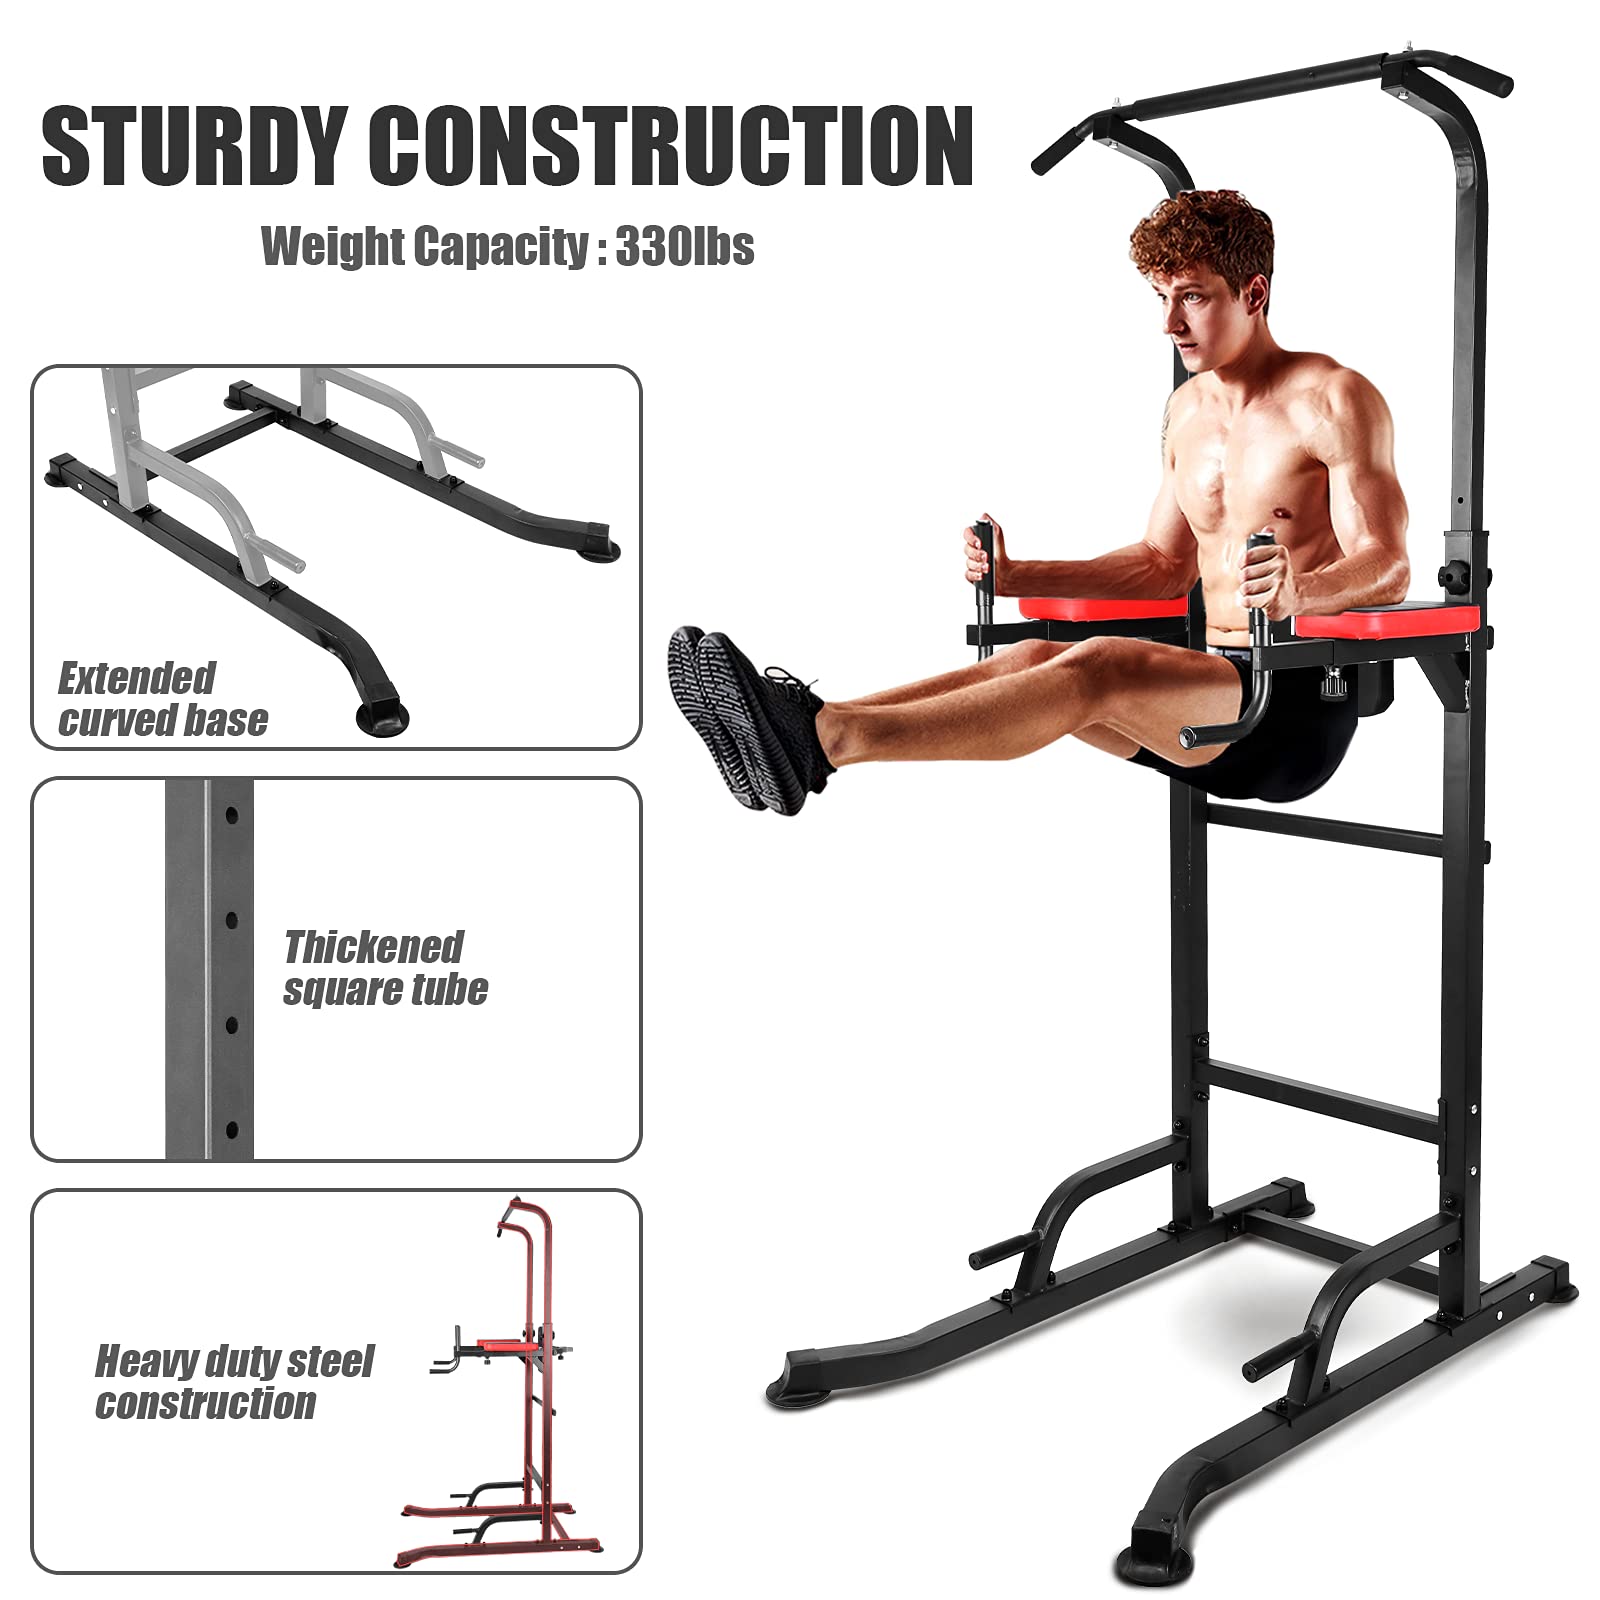 STURDY CONSTRUCTION
Weight Capacity : 330lbs
Extended
curved base
Thickened
square tube
Heavy duty steel
construction